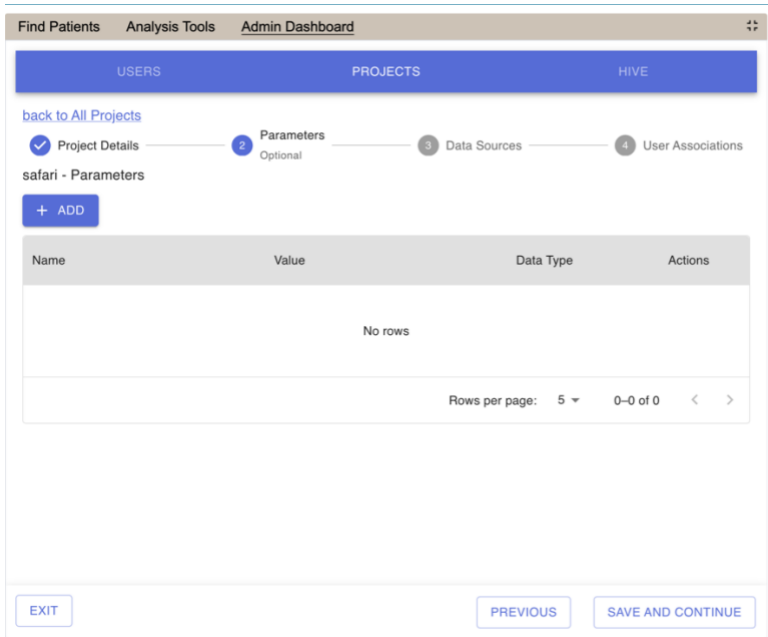 Find Patients Analysis Tools Admin Dashboard
USERS PROJECTS HIVE
back to All Projects
Project Details 2 Parameters Optional 3 Data Sources 4 User Associations
safari - Parameters
+ ADD
Name Value Data Type Actions
No rows
Rows per page: 5 0–0 of 0
EXIT PREVIOUS SAVE AND CONTINUE